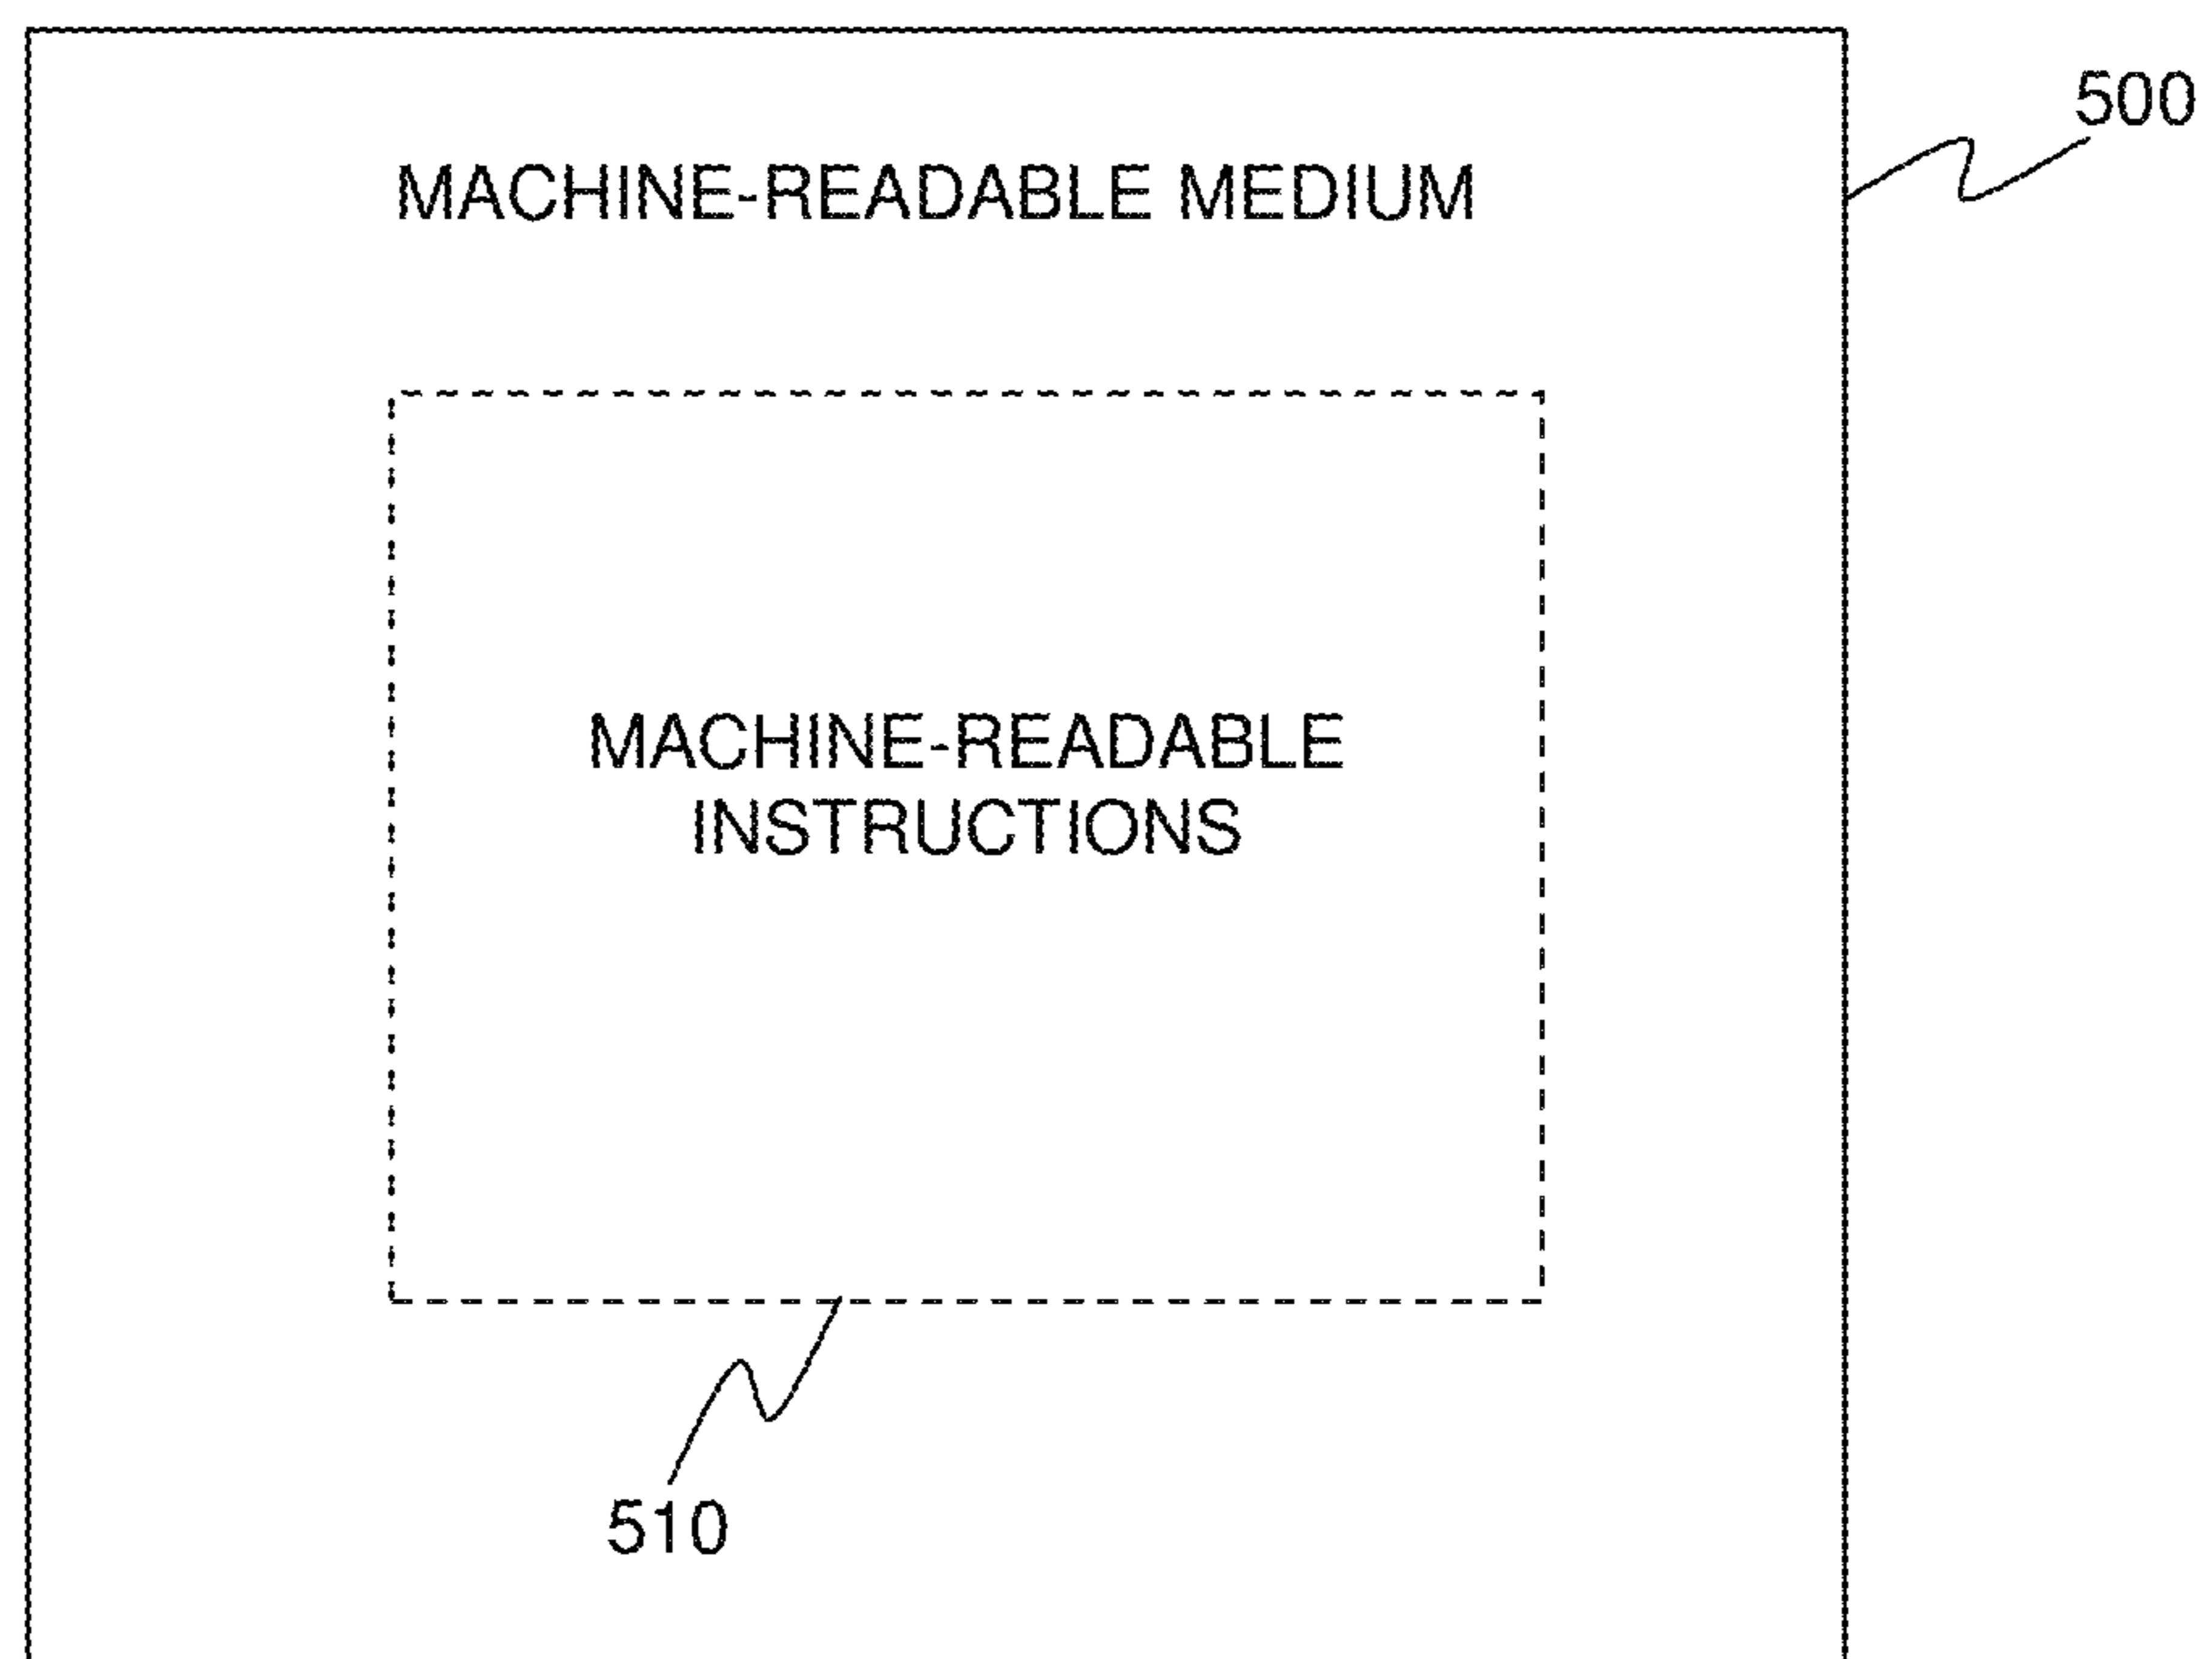 500
MACHINE-READABLE MEDIUM
MACHINE-READABLE
INSTRUCTIONS
510